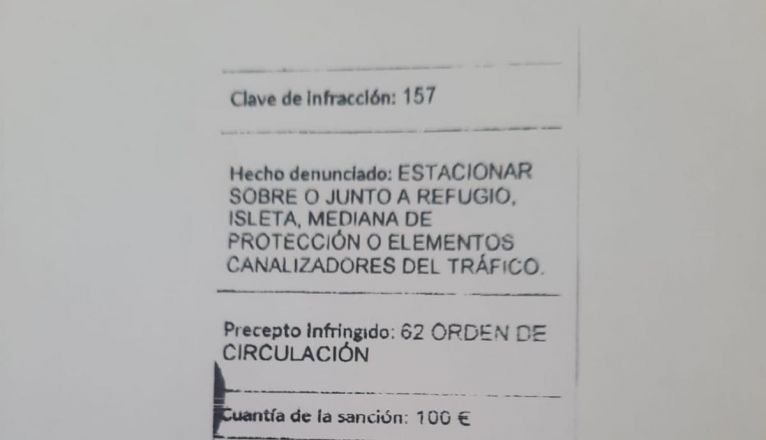 Clave de infracción: 157
Hecho denunciado: ESTACIONAR
SOBRE O JUNTO A REFUGIO,
ISLETA, MEDIANA DE
PROTECCIÓN O ELEMENTOS
CANALIZADORES DEL TRÁFICO.
Precepto Infringido: 62 ORDEN DE
CIRCULACIÓN
Cuantía de la sanción: 100 €